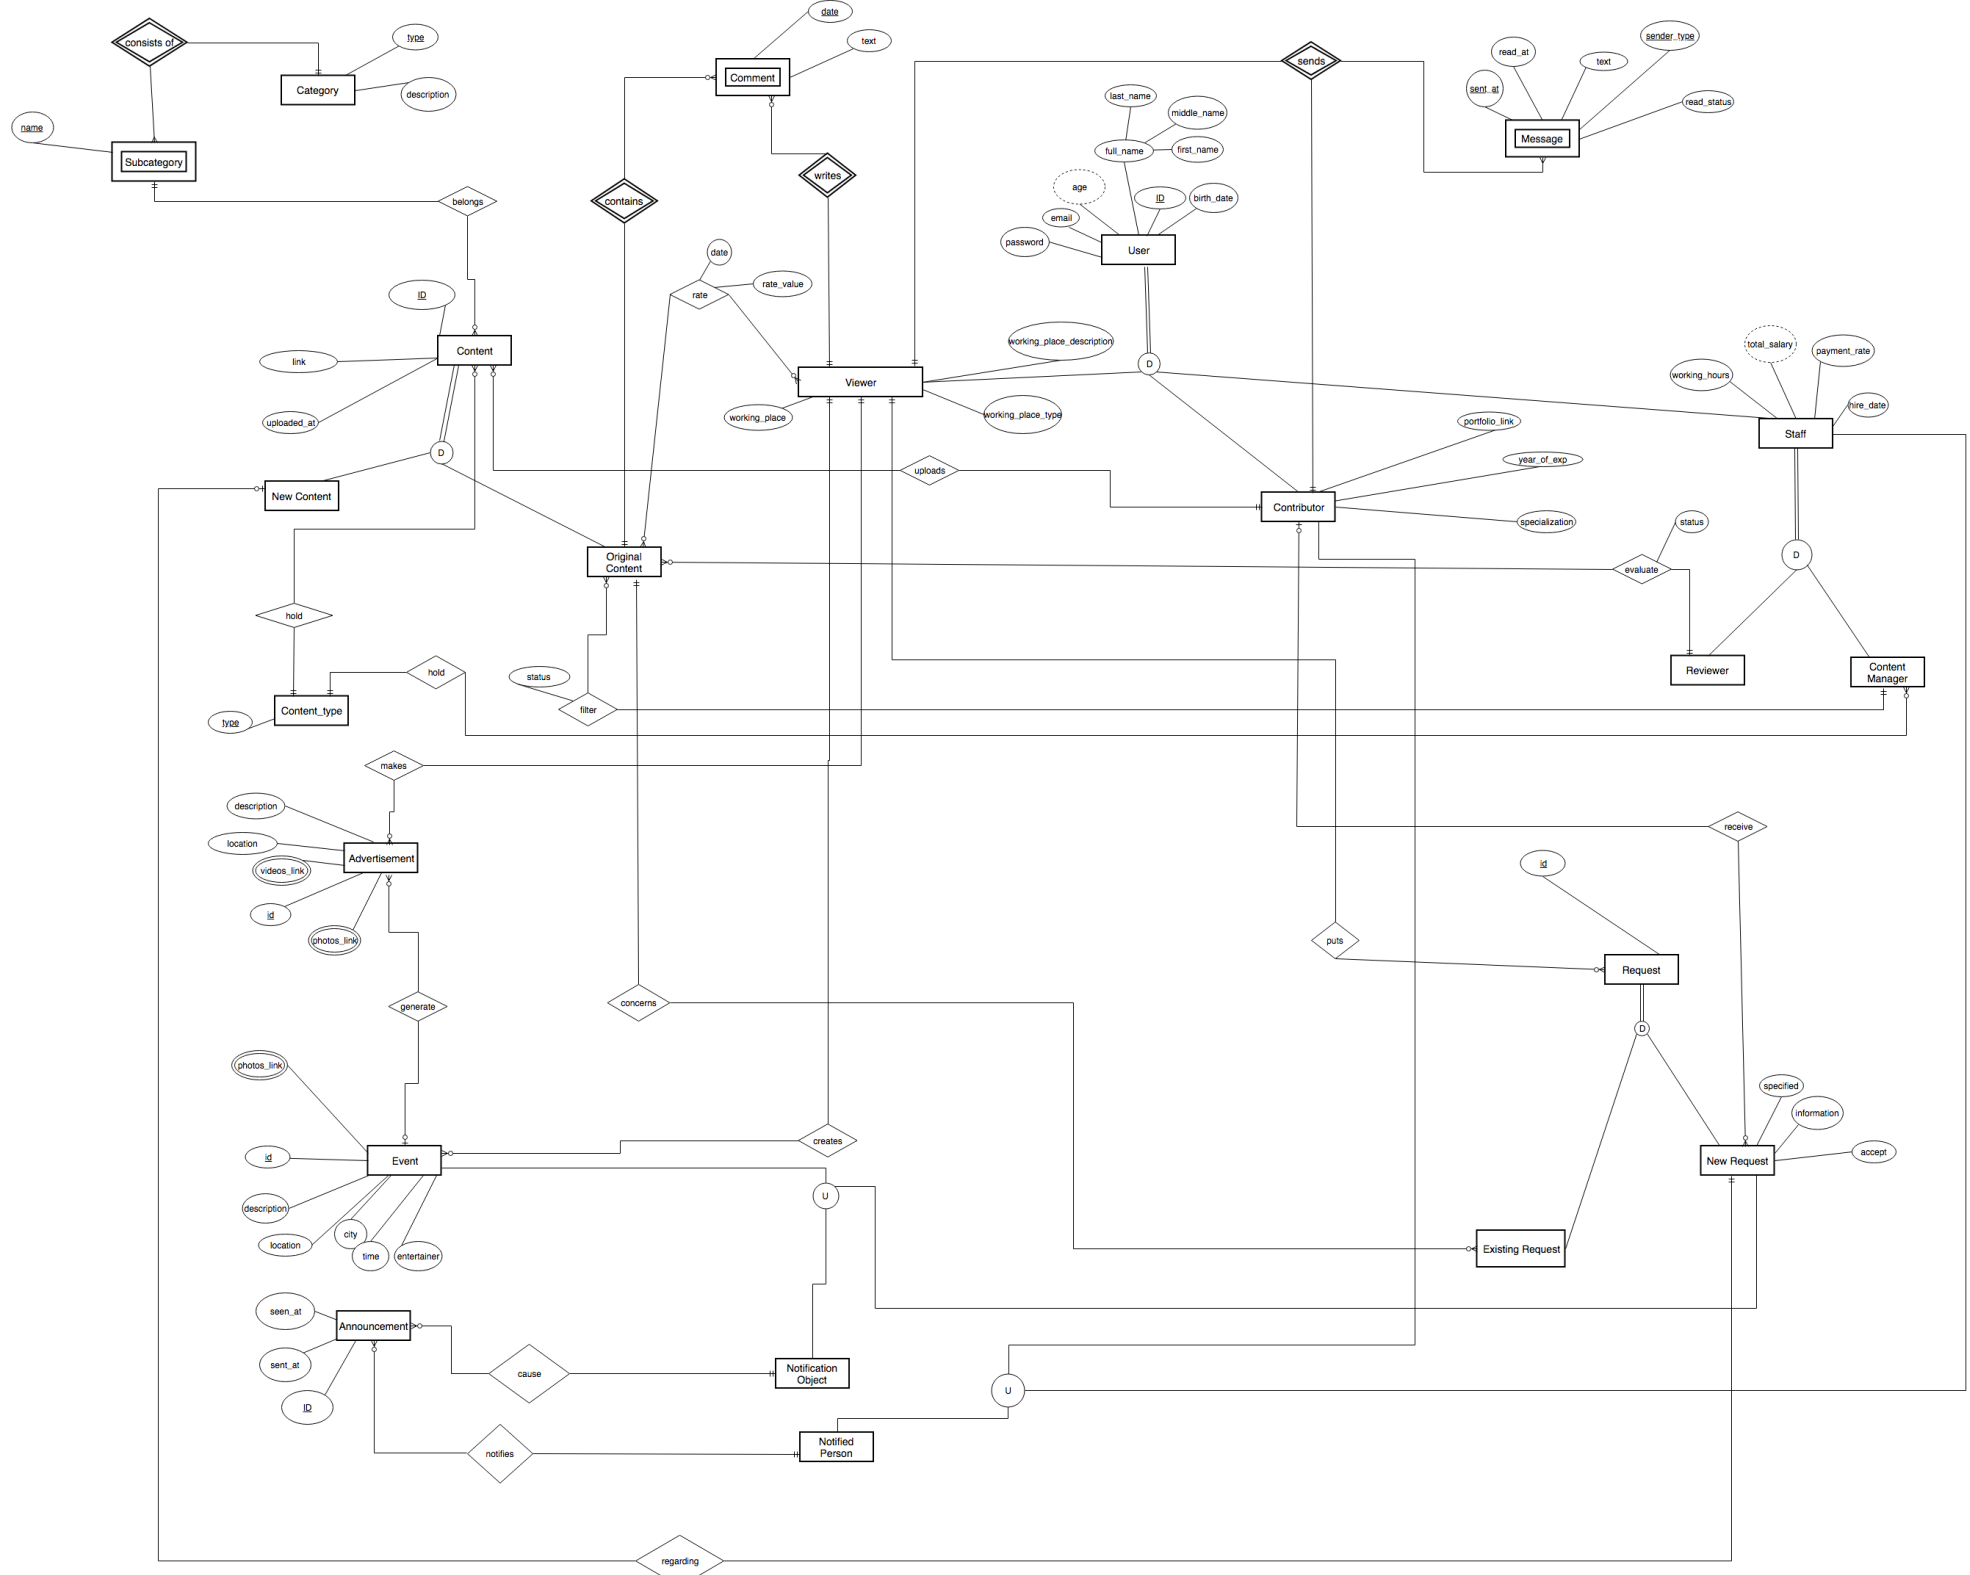 date
consists of
type
text
sender_type
read_at
sends
text
Comment
Category
description
sent_at
last_name
read_status
middle_name
name
Message
full_name
first_name
Subcategory
writes
age
belongs
contains
ID
birth_date
email
password
User
date
rate_value
ID
rate
working_place_description
total_salary
Content
payment_rate
link
D
working_hours
Viewer
hire_date
working_place
working_place_type
uploaded_at
portfolio_link
Staff
D
year_of_exp
uploads
New Content
Contributor
specialization
status
Original
Content
D
evaluate
hold
hold
status
Reviewer
Content
Manager
filter
Content_type
type
makes
description
receive
location
Advertisement
id
videos_link
id
photos_link
puts
Request
generate
concerns
D
photos_link
specified
information
creates
id
Event
New Request
accept
U
description
city
location
time
entertainer
Existing Request
seen_at
Announcement
sent_at
cause
Notification
Object
U
ID
notifies
Notified
Person
regarding